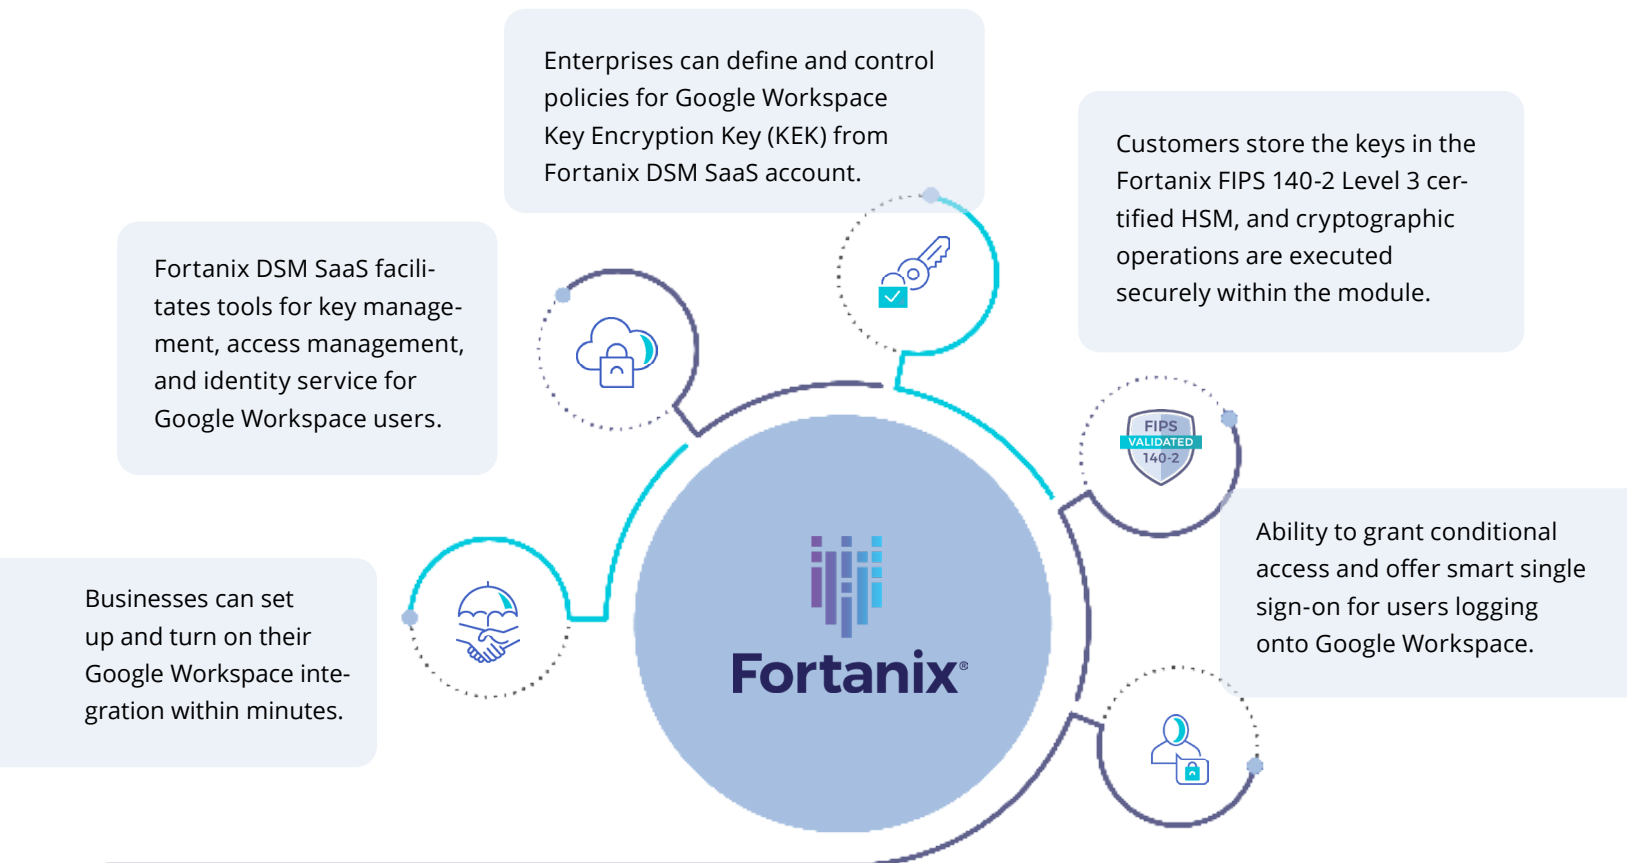 Enterprises can define and control
policies for Google Workspace
Key Encryption Key (KEK) from
Fortanix DSM SaaS account.
Customers store the keys in the
Fortanix FIPS 140-2 Level 3 cer-
tified HSM, and cryptographic
operations are executed
securely within the module.
Fortanix DSM SaaS facili-
tates tools for key manage-
ment, access management,
and identity service for
Google Workspace users.
FIPS
VALIDATED
140-2
Ability to grant conditional
access and offer smart single
sign-on for users logging
onto Google Workspace.
Businesses can set
up and turn on their
Google Workspace inte-
gration within minutes.
Fortanix®